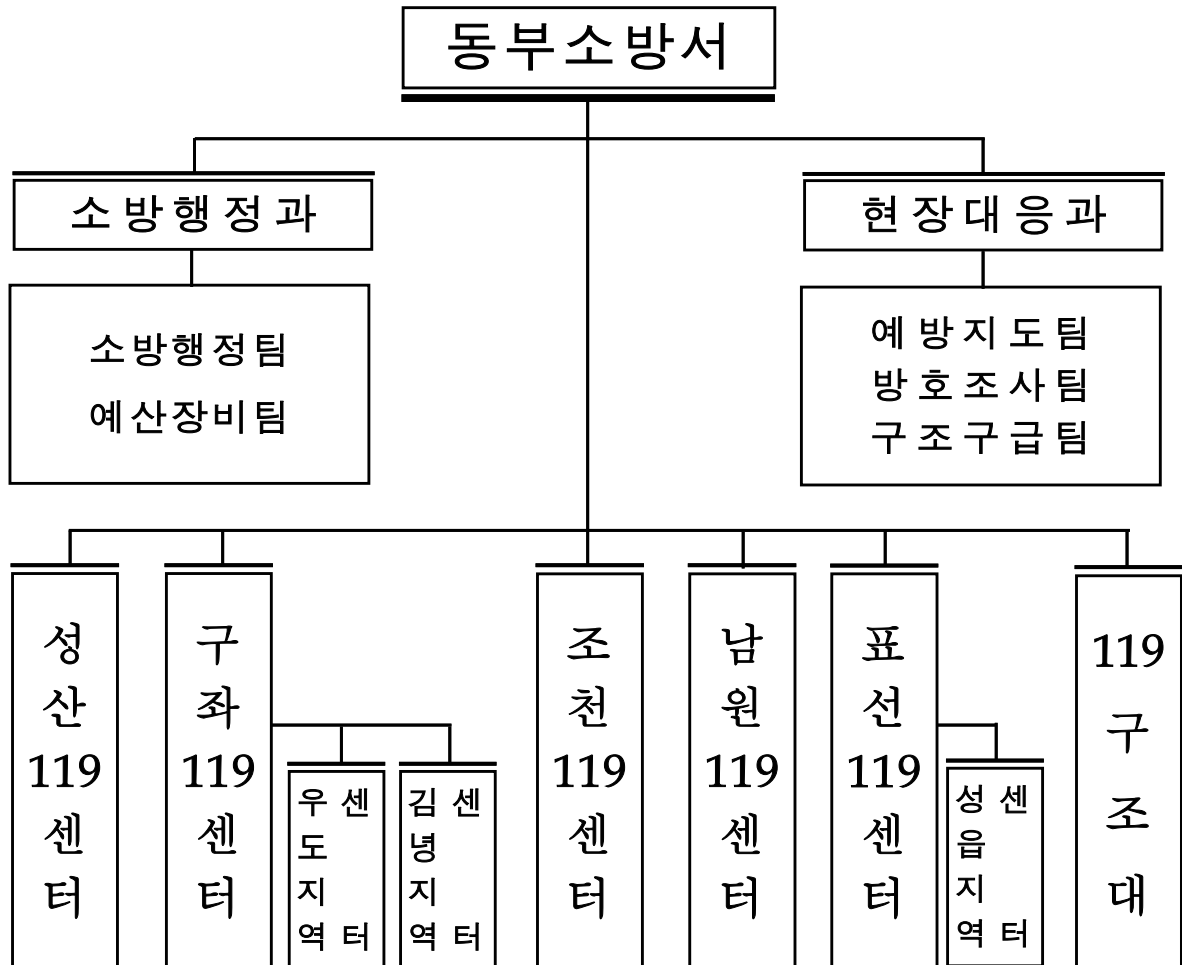 동부소방서
소방행정과
현장대응과
소방행정팀
예산장비팀
예방지도팀
방호조사팀
구조구급팀
성산119센터
구좌119센터
우도지역센터
김녕지역센터
조천119센터
남원119센터
표선119센터
성읍지역센터
119구조대